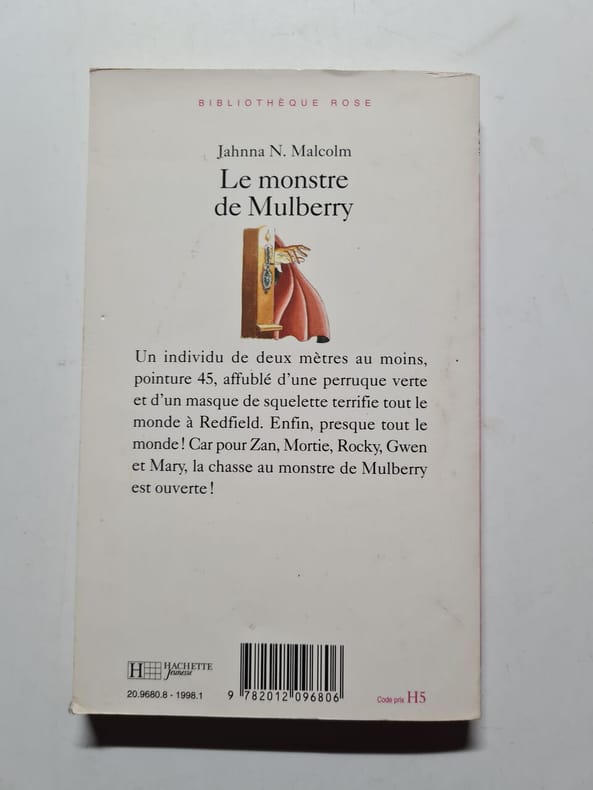 BIBLIOTHÈQUE ROSE
Jahnna N. Malcolm
Le monstre
de Mulberry
Un individu de deux mètres au moins,
pointure 45, affublé d'une perruque verte
et d'un masque de squelette terrifie tout le
monde à Redfield. Enfin, presque tout le
monde ! Car pour Zan, Mortie, Rocky, Gwen
et Mary, la chasse au monstre de Mulberry
est ouverte !
H HACHETTE
Jeunesse
20.9680.8 - 1998.1
9 782012 096806
Code prix H5